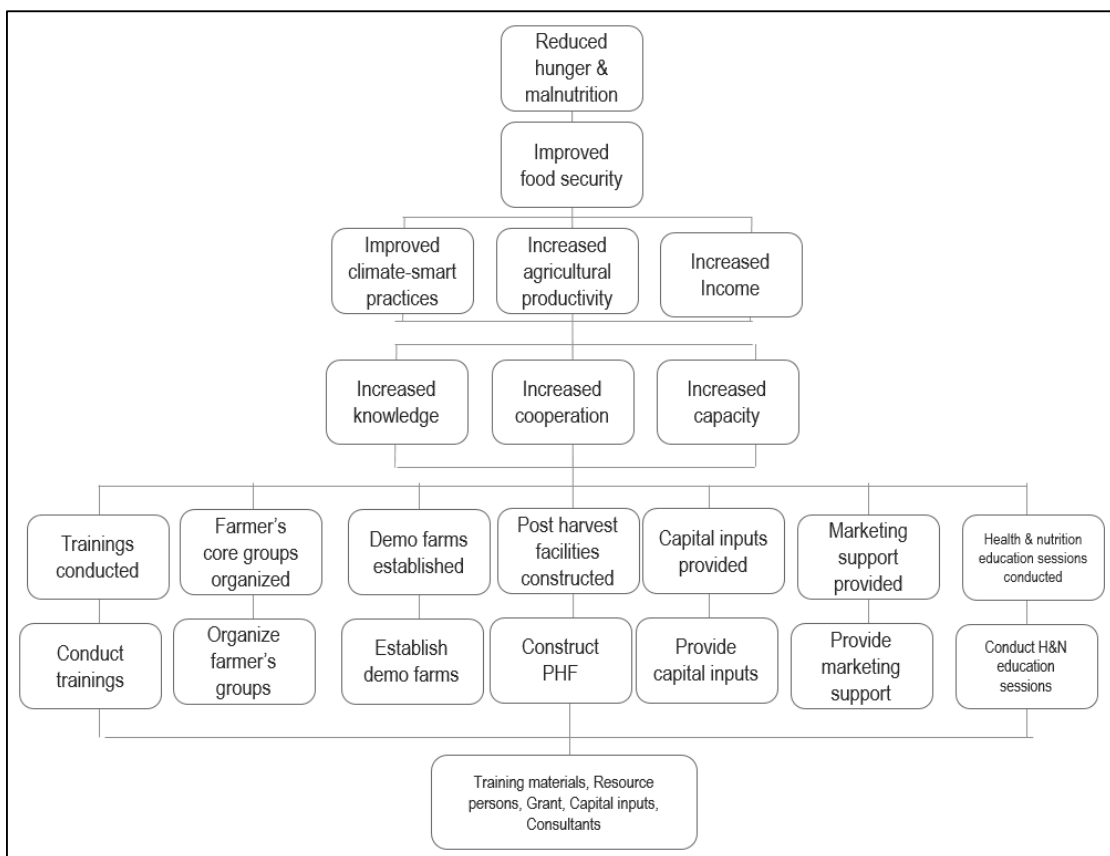 Reduced
hunger &
malnutrition
Improved
food security
Improved
climate-smart
practices
Increased
agricultural
productivity
Increased
Income
Increased
knowledge
Increased
cooperation
Increased
capacity
Trainings
conducted
Farmer's
core groups
organized
Demo farms
established
Post harvest
facilities
constructed
Capital inputs
provided
Marketing
support
provided
Health & nutrition
education sessions
conducted
Conduct
trainings
Organize
farmer's
groups
Establish
demo farms
Construct
PHF
Provide
capital inputs
Provide
marketing
support
Conduct H&N
education
sessions
Training materials, Resource
persons, Grant, Capital inputs,
Consultants